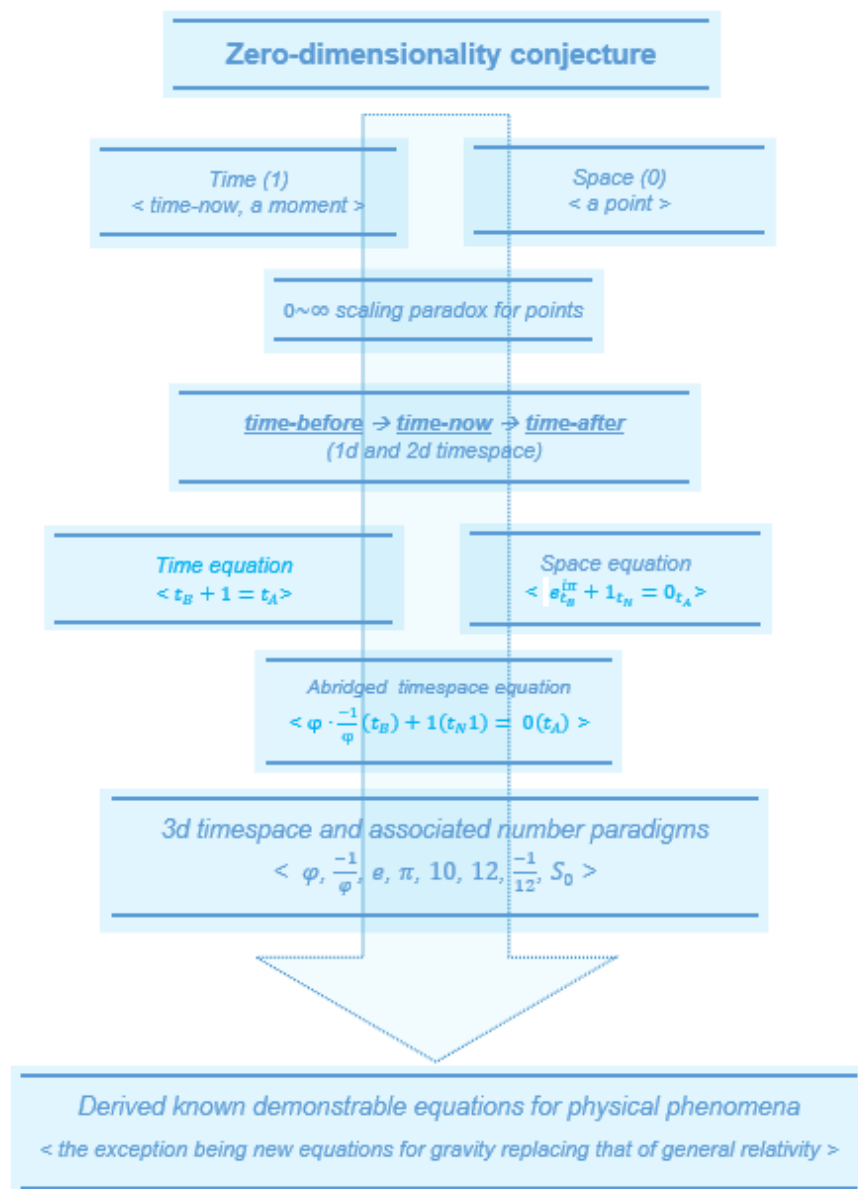 Zero-dimensionality conjecture
Time (1)
< time-now, a moment >
Space (0)
< a point >
0~∞ scaling paradox for points
time-before → time-now → time-after
(1d and 2d timespace)
Time equation
< t_B + 1 = t_A>
Space equation
< e^{iπ}_{t_B} + 1_{t_N} = 0_{t_A}>
Abridged timespace equation
< φ · \frac{-1}{φ}(t_B) + 1(t_N1) = 0(t_A) >
3d timespace and associated number paradigms
< φ, \frac{-1}{φ}, e, π, 10, 12, \frac{-1}{12}, S_0 >
Derived known demonstrable equations for physical phenomena
< the exception being new equations for gravity replacing that of general relativity >